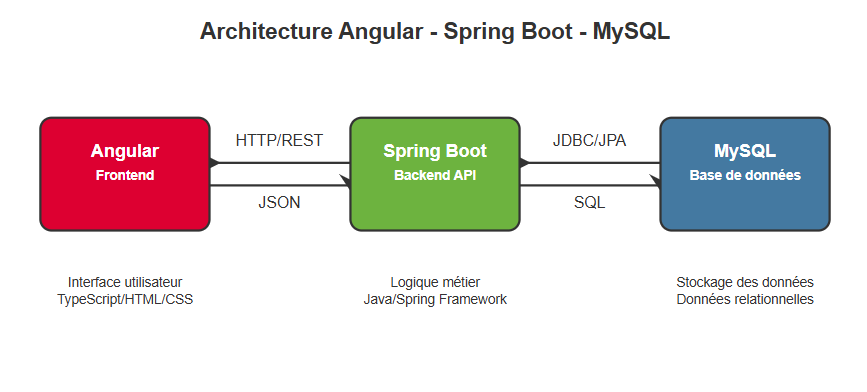 Architecture Angular - Spring Boot - MySQL
Angular
Frontend
HTTP/REST
JSON
Spring Boot
Backend API
JDBC/JPA
SQL
MySQL
Base de données
Interface utilisateur
TypeScript/HTML/CSS
Logique métier
Java/Spring Framework
Stockage des données
Données relationnelles